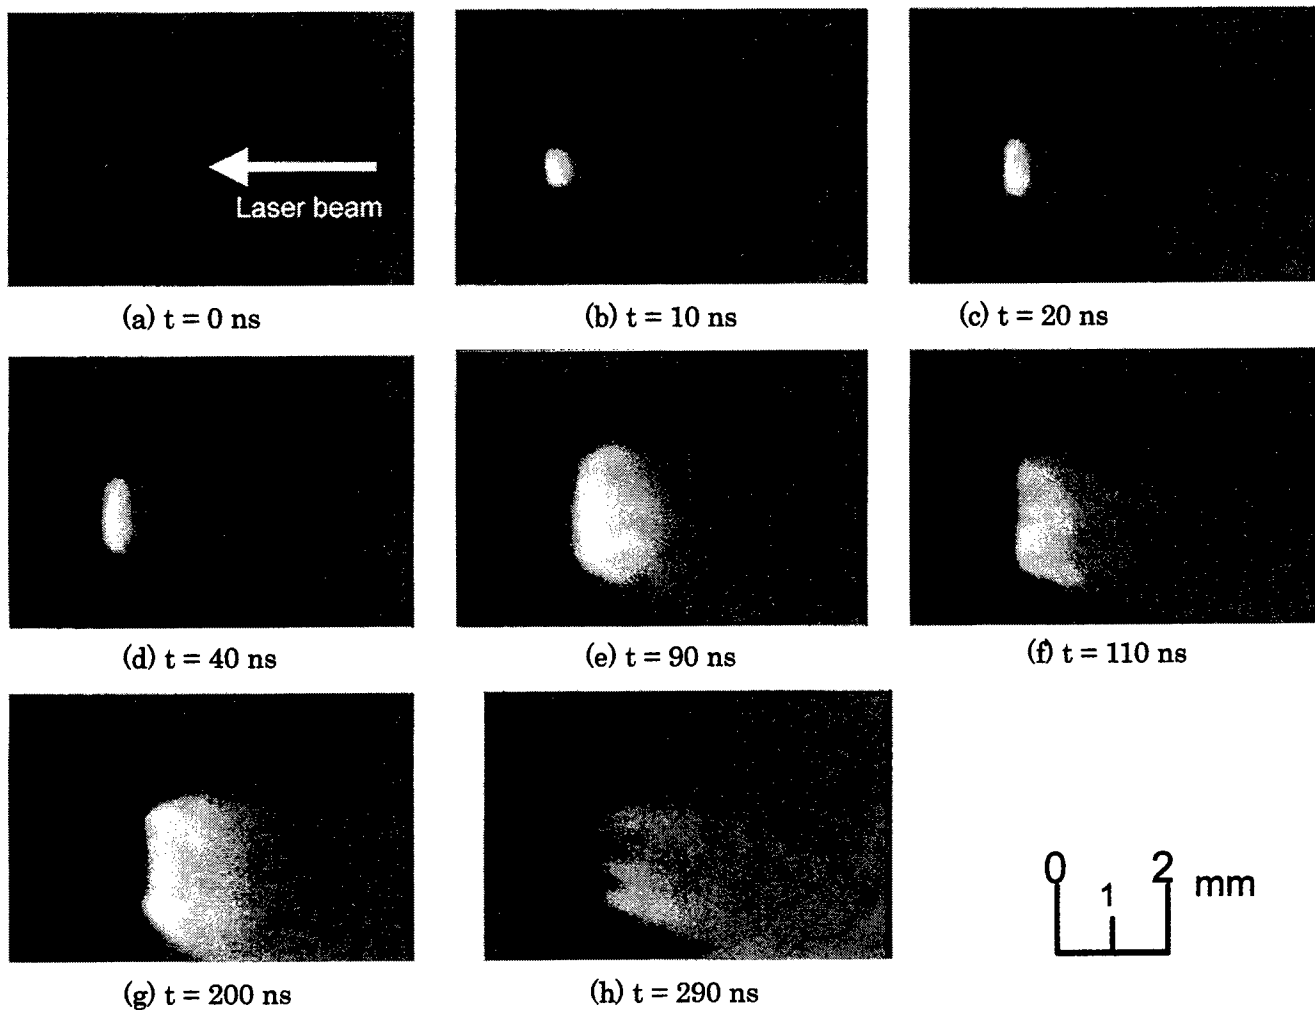 Laser beam
(a) t = 0 ns
(b) t = 10 ns
(c) t = 20 ns
(d) t = 40 ns
(e) t = 90 ns
(f) t = 110 ns
(g) t = 200 ns
(h) t = 290 ns
0 1 2 mm